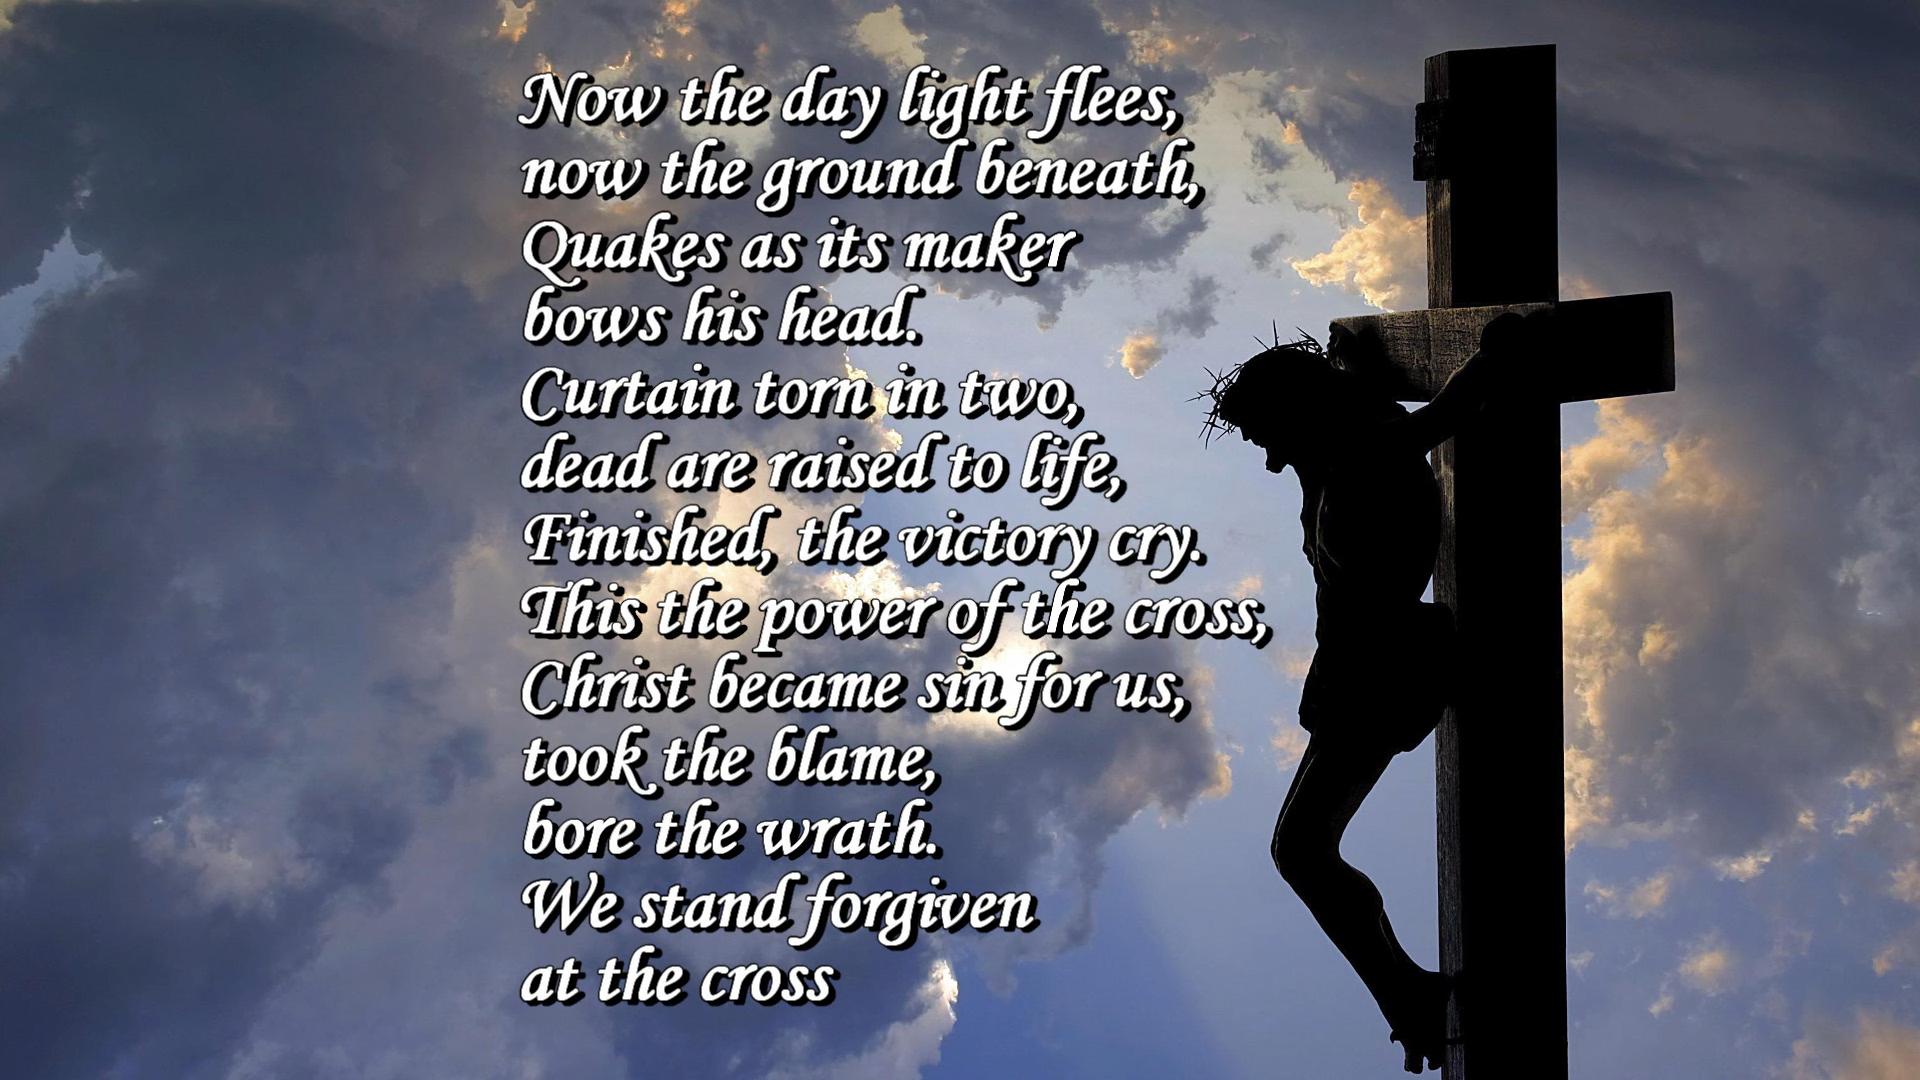 Now the day light flees,
now the ground beneath,
Quakes as its maker
bows his head.
Curtain torn in two,
dead are raised to life,
Finished, the victory cry.
This the power of the cross,
Christ became sin for us,
took the blame,
bore the wrath.
We stand forgiven
at the cross